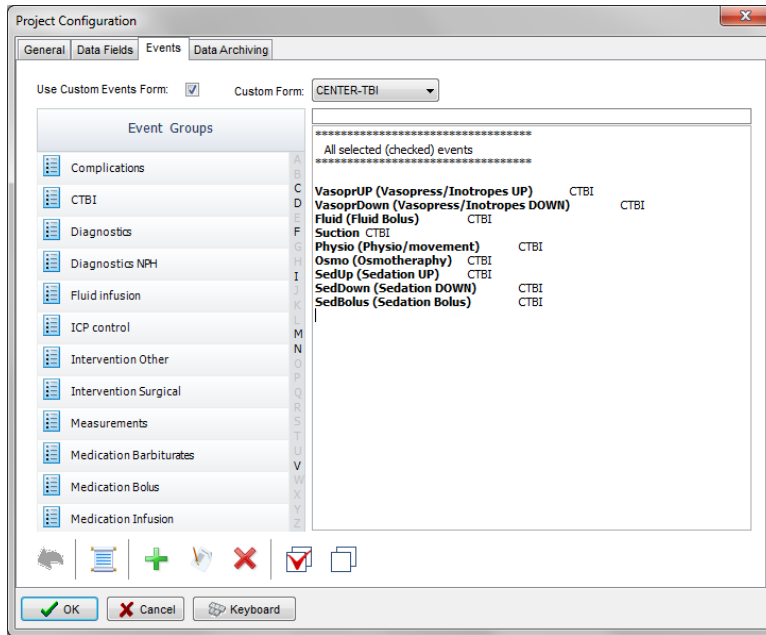 Project Configuration
General Data Fields Events Data Archiving
Use Custom Events Form: Custom Form: CENTER-TBI
Event Groups
Complications
CTBI
Diagnostics
Diagnostics NPH
Fluid infusion
ICP control
Intervention Other
Intervention Surgical
Measurements
Medication Barbiturates
Medication Bolus
Medication Infusion
A
B
C
D
E
F
G
H
I
J
K
L
M
N
O
P
Q
R
S
T
U
V
W
X
Y
Z
**********************************
All selected (checked) events
**********************************
VasoprUP (Vasopress/Inotropes UP) CTBI
VasoprDown (Vasopress/Inotropes DOWN) CTBI
Fluid (Fluid Bolus) CTBI
Suction CTBI
Physio (Physio/movement) CTBI
Osmo (Osmotheraphy) CTBI
SedUp (Sedation UP) CTBI
SedDown (Sedation DOWN) CTBI
SedBolus (Sedation Bolus) CTBI
OK Cancel Keyboard